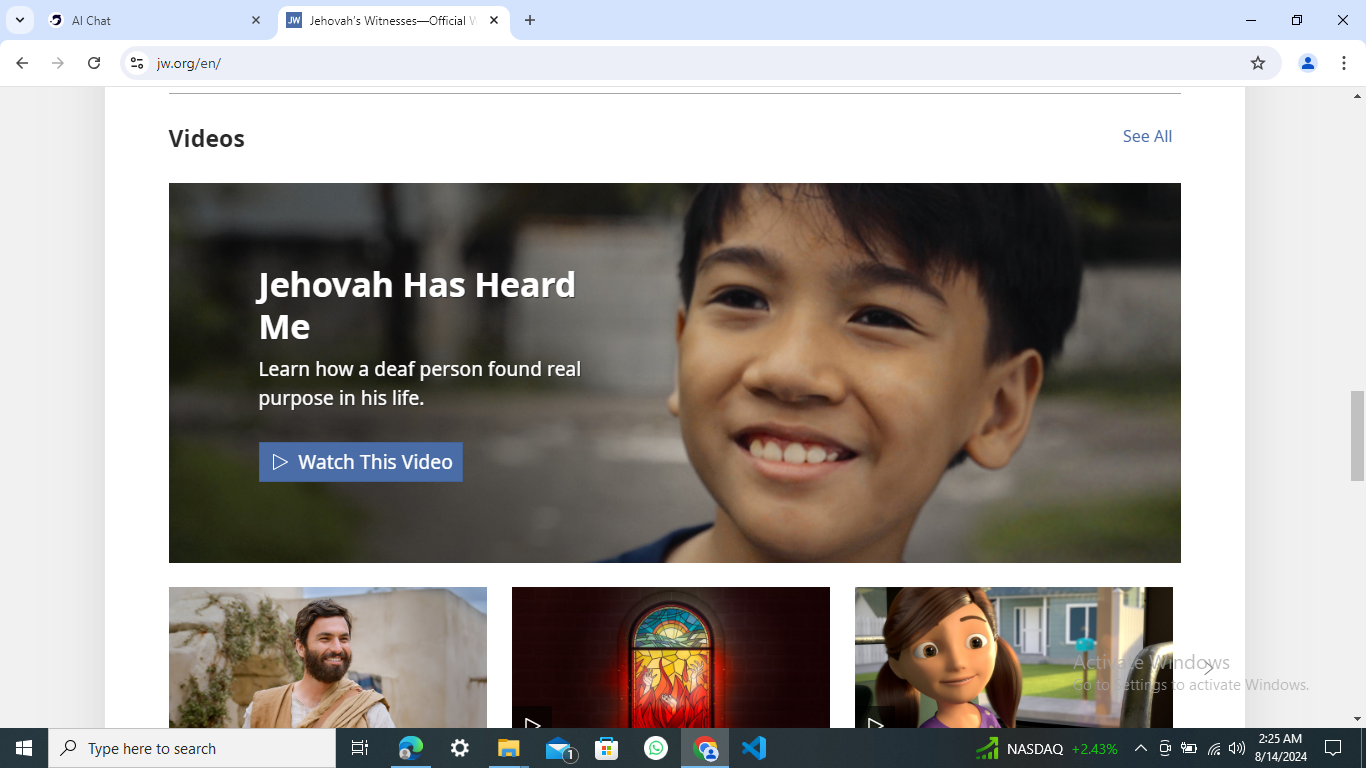 AI Chat
JW
Jehovah's Witnesses—Official W
jw.org/en/
Videos
See All
Jehovah Has Heard
Me
Learn how a deaf person found real
purpose in his life.
Watch This Video
Activate Windows
Go to Settings to activate Windows.
Type here to search
1
NASDAQ +2.43%
2:25 AM
8/14/2024